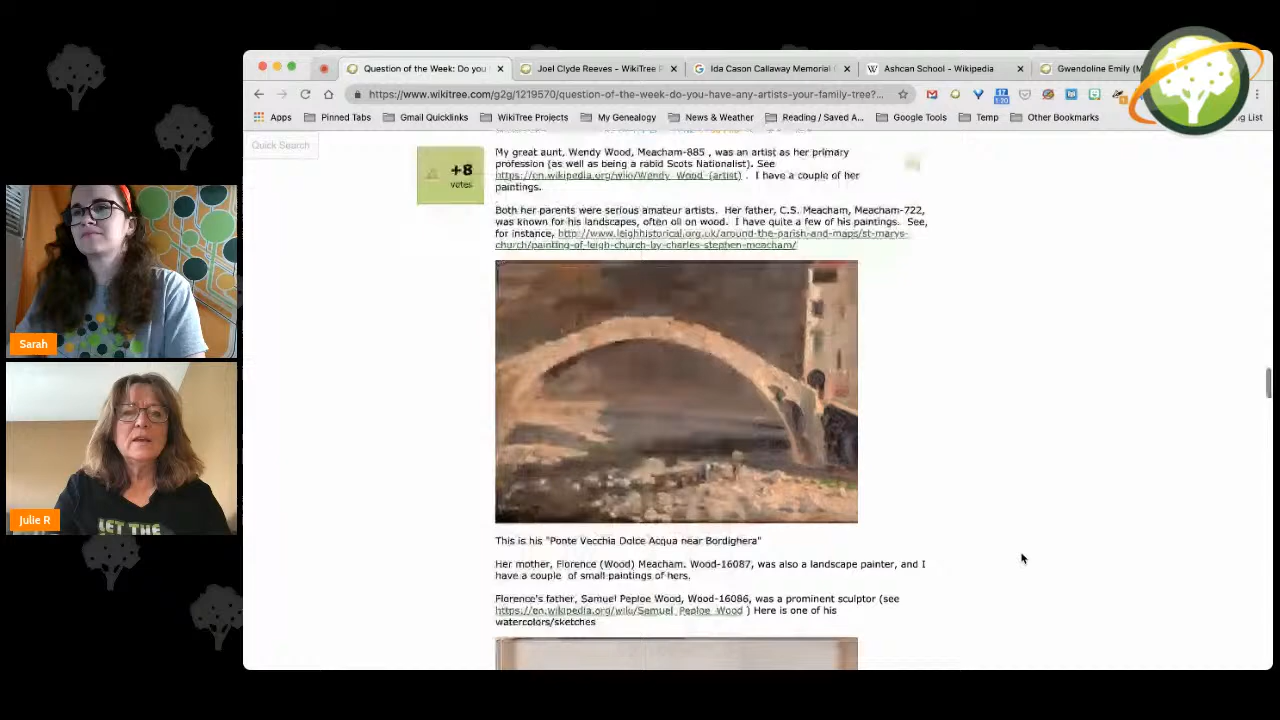 Question of the Week: Do you
Joel Clyde Reeves - WikiTree P
Ida Cason Callaway Memorial
Ashcan School - Wikipedia
Gwendoline Emily (M
https://www.wikitree.com/g2g/1219570/question-of-the-week-do-you-have-any-artists-your-family-tree?...
Apps Pinned Tabs Gmail Quicklinks WikiTree Projects My Genealogy News & Weather Reading / Saved A... Google Tools Temp Other Bookmarks ng List
Quick Search
+8
votes
My great aunt, Wendy Wood, Meacham-885 , was an artist as her primary
profession (as well as being a rabid Scots Nationalist). See
https://en.wikipedia.org/wiki/Wendy_Wood_(artist) . I have a couple of her
paintings.
Both her parents were serious amateur artists. Her father, C.S. Meacham, Meacham-722,
was known for his landscapes, often oil on wood. I have quite a few of his paintings. See,
for instance, http://www.leighhistorical.org.uk/around-the-parish-and-maps/st-marys-
church/painting-of-leigh-church-by-charles-stephen-meacham/
This is his "Ponte Vecchia Dolce Acqua near Bordighera"
Her mother, Florence (Wood) Meacham. Wood-16087, was also a landscape painter, and I
have a couple of small paintings of hers.
Florence's father, Samuel Peploe Wood, Wood-16086, was a prominent sculptor (see
https://en.wikipedia.org/wiki/Samuel_Peploe_Wood ) Here is one of his
watercolors/sketches
Sarah
Julie R
LET THE